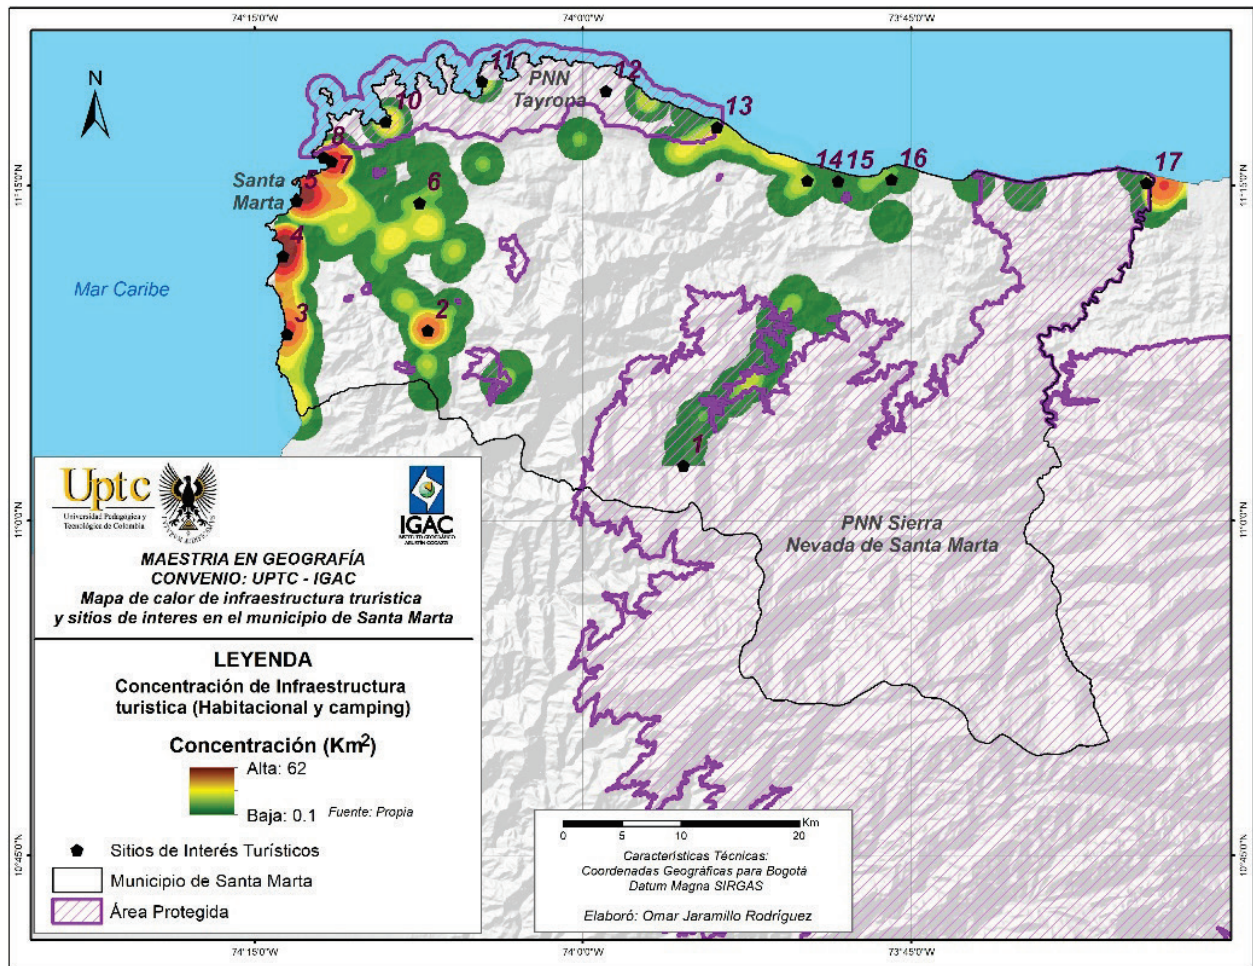 74°15'0"W
74°0'0"W
73°45'0"W
N
11
PNN
Tayrona
12
10
13
8
7
Santa
Marta
5
6
14
15
16
17
11°15'0"N
11°15'0"N
4
Mar Caribe
3
2
1
Uptc
Universidad Pedagógica y
Tecnológica de Colombia
IGAC
INSTITUTO GEOGRÁFICO
AGUSTÍN CODAZZI
11°0'0"N
11°0'0"N
PNN Sierra
Nevada de Santa Marta
MAESTRIA EN GEOGRAFÍA
CONVENIO: UPTC - IGAC
Mapa de calor de infraestructura truristica
y sitios de interes en el municipio de Santa Marta
LEYENDA
Concentración de Infraestructura
turistica (Habitacional y camping)
Concentración (Km²)
Alta: 62
Baja: 0.1
Fuente: Propia
Sitios de Interés Turísticos
Municipio de Santa Marta
Área Protegida
Km
0 5 10 20
Características Técnicas:
Coordenadas Geográficas para Bogotá
Datum Magna SIRGAS
Elaboró: Omar Jaramillo Rodríguez
10°45'0"N
10°45'0"N
74°15'0"W
74°0'0"W
73°45'0"W